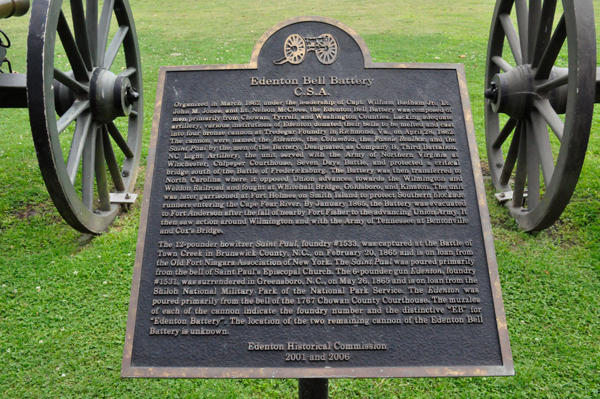 Edenton Bell Battery
C.S.A.
Organized in March 1862 under the leadership of Capt. William Badham Jr., Lt.
John M. Jones, and Lt. Nelson McClees, the Edenton Bell Battery was composed of
men primarily from Chowan, Tyrrell, and Washington Counties. Lacking adequate
artillery, various institutions of Edenton donated their bells to be melted and cast
into four bronze cannon at Tredegar Foundry in Richmond, Va., on April 28, 1862.
The cannon were named the Edenton, the Columbia, the Fannie Roulac, and the
Saint Paul by the men of the Battery. Designated as Company B, Third Battalion,
NC Light Artillery, the unit served with the Army of Northern Virginia at
Winchester, Culpeper Courthouse, Seven Days Battle, and protected a critical
bridge south of the Battle of Fredericksburg. The Battery was then transferred to
North Carolina where it opposed Union advances towards the Wilmington and
Weldon Railroad and fought at Whitehall Bridge, Goldsboro, and Kinston. The unit
was later garrisoned at Fort Holmes on Smith Island to protect Southern blockade
runners entering the Cape Fear River. By January 1865, the Battery was evacuated
to Fort Anderson after the fall of nearby Fort Fisher to the advancing Union Army. It
then saw action around Wilmington and with the Army of Tennessee at Bentonville
and Cox's Bridge.
The 12-pounder howitzer Saint Paul, foundry #1533, was captured at the Battle of
Town Creek in Brunswick County, N.C., on February 20, 1865 and is on loan from
the Old Fort Niagara Association of New York. The Saint Paul was poured primarily
from the bell of Saint Paul's Episcopal Church. The 6-pounder gun Edenton, foundry
#1531, was surrendered in Greensboro, N.C., on May 26, 1865 and is on loan from the
Shiloh National Military Park of the National Park Service. The Edenton was
poured primarily from the bell of the 1767 Chowan County Courthouse. The muzzles
of each of the cannon indicate the foundry number and the distinctive "EB" for
"Edenton Battery". The location of the two remaining cannon of the Edenton Bell
Battery is unknown.
Edenton Historical Commission
2001 and 2006